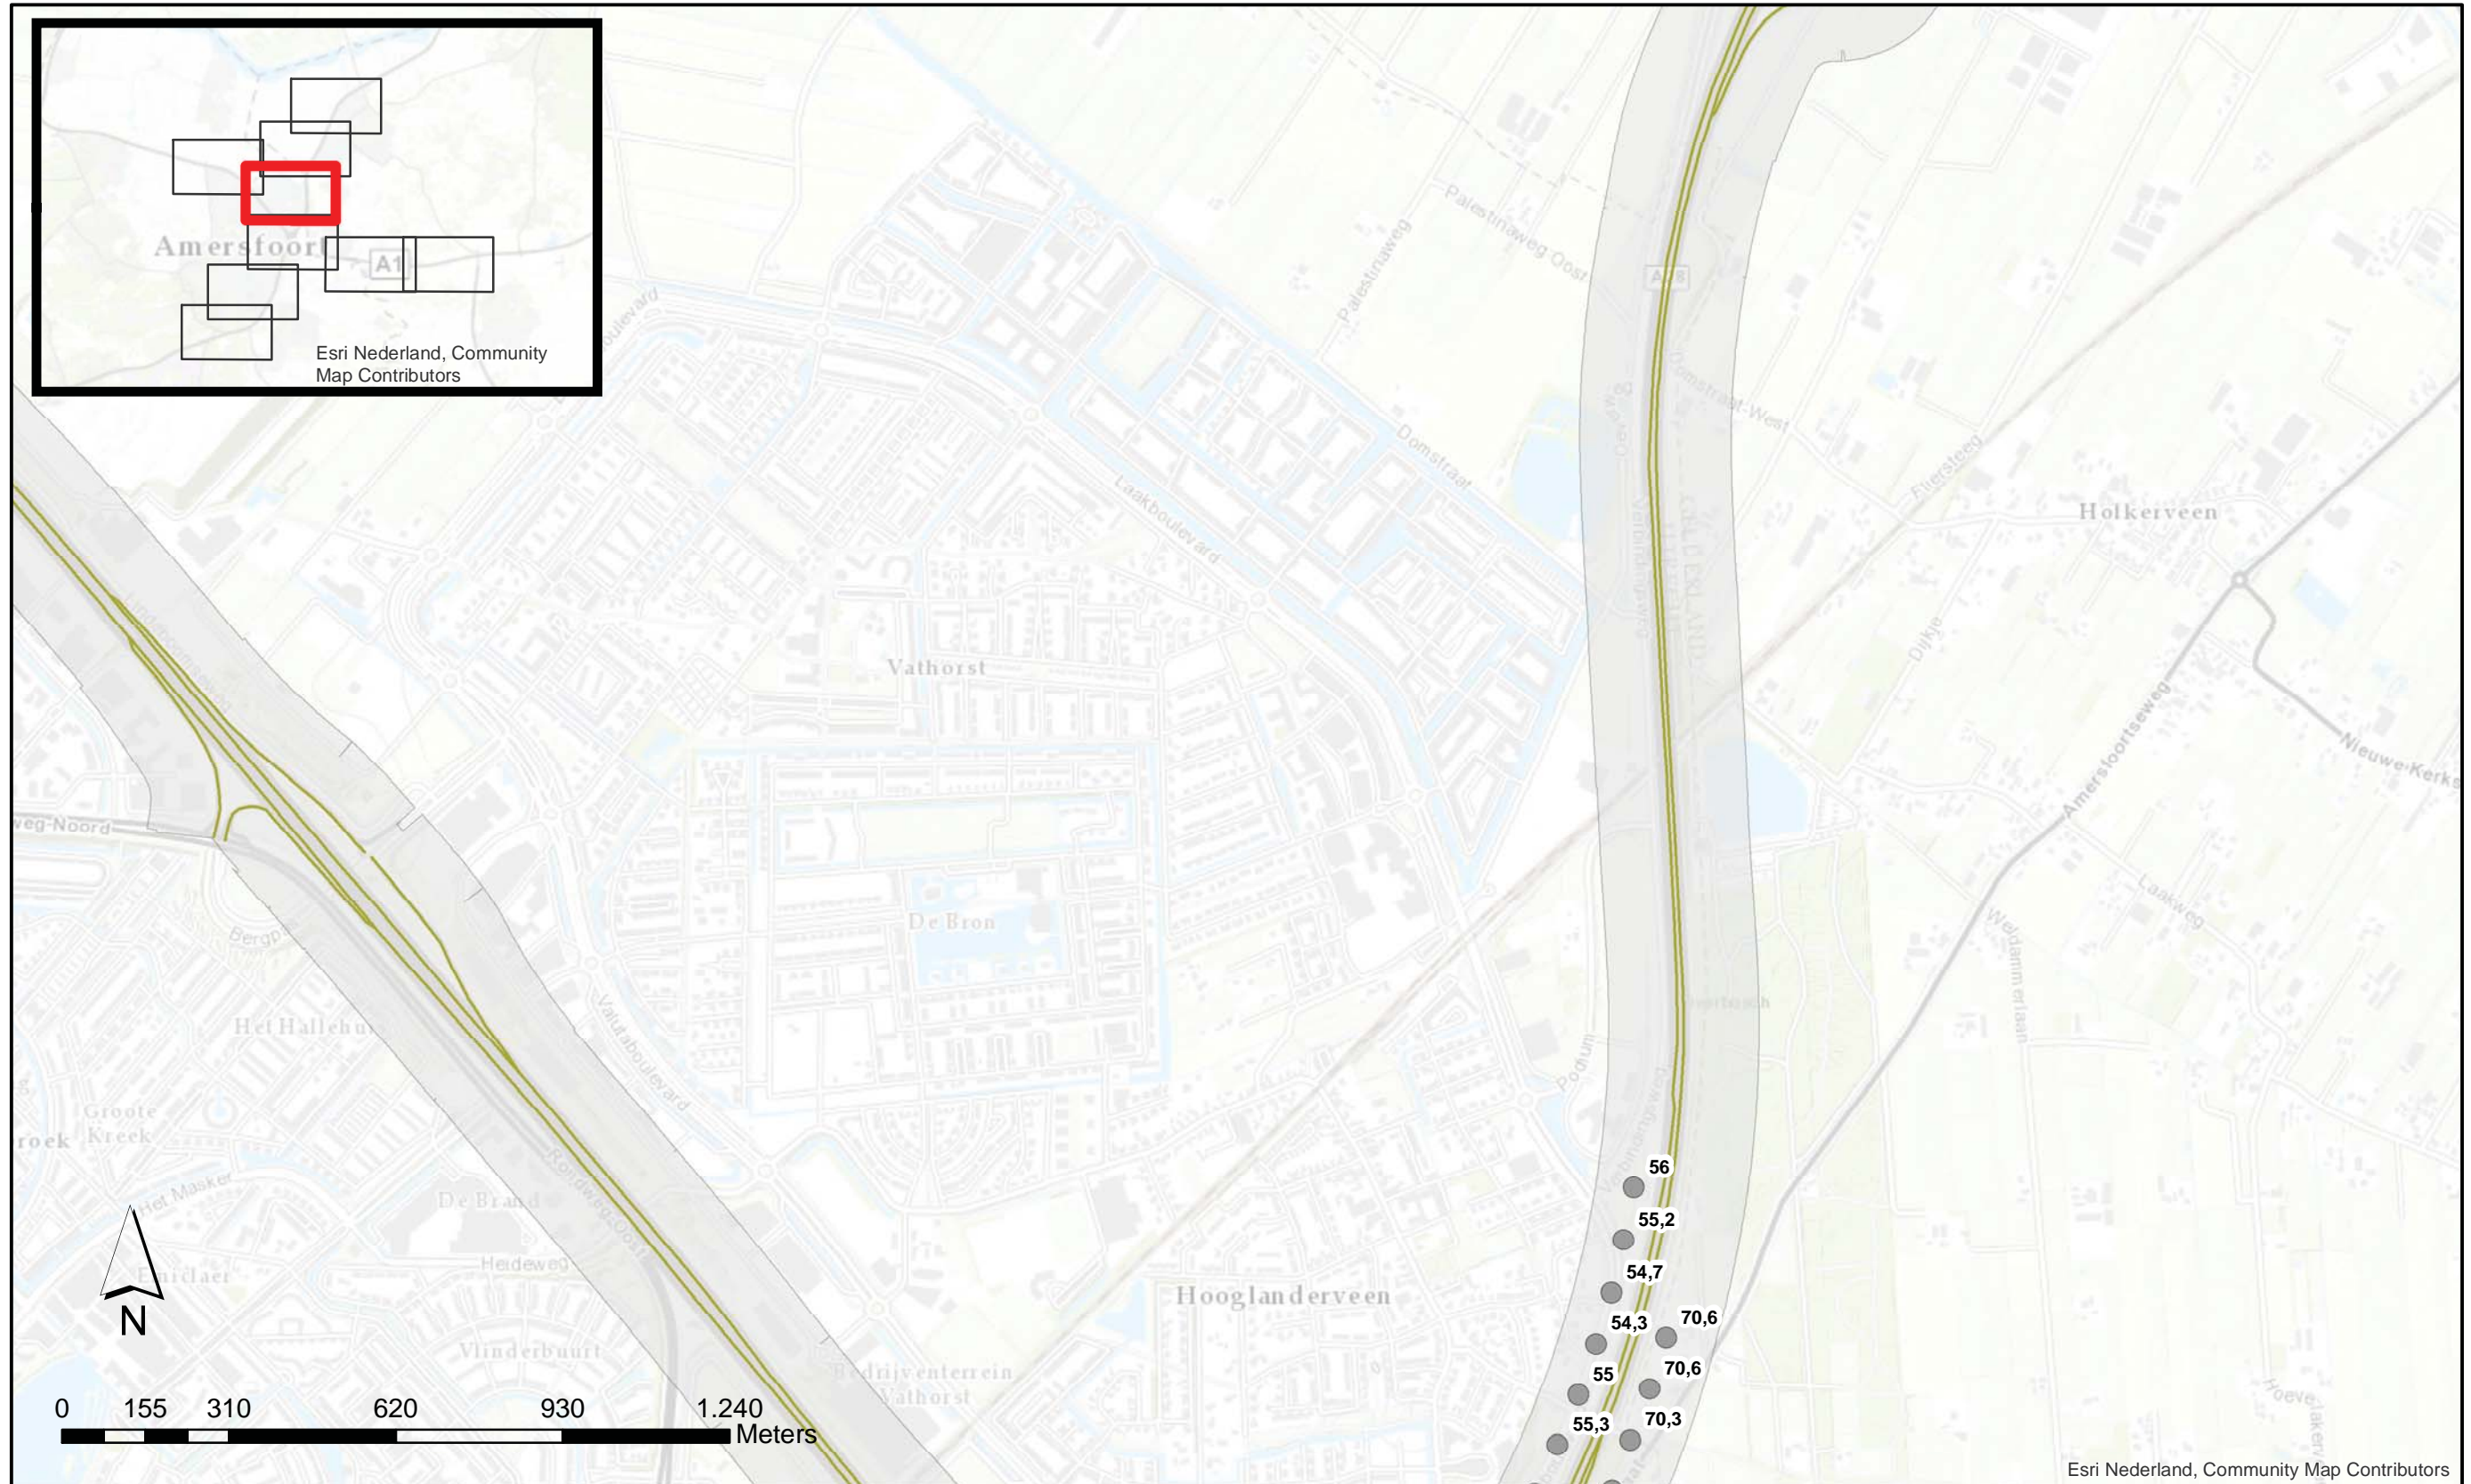 Amersfoort
A1
Esri Nederland, Community
Map Contributors
Palestinaweg
Palestinaweg-Oost
A28
Domstraat-West
Domstraat
Laakboulevard
Eversteeg
Holkerveen
Dijkje
Vathorst
Amersfoortseweg
Nieuwe-Kerks
weg-Noord
De Bron
Laakweg
Weldammerlaan
Valutaboulevard
Podium
Groote
Kreek
roek
Het Masker
De Brand
Rondweg-Oost
Heideweg
Emiclaer
Hooglanderveen
Vlinderbuurt
Bedrijventerrein
Vathorst
56
55,2
54,7
54,3
70,6
55
70,6
55,3
70,3
N
0 155 310 620 930 1.240
Meters
Esri Nederland, Community Map Contributors